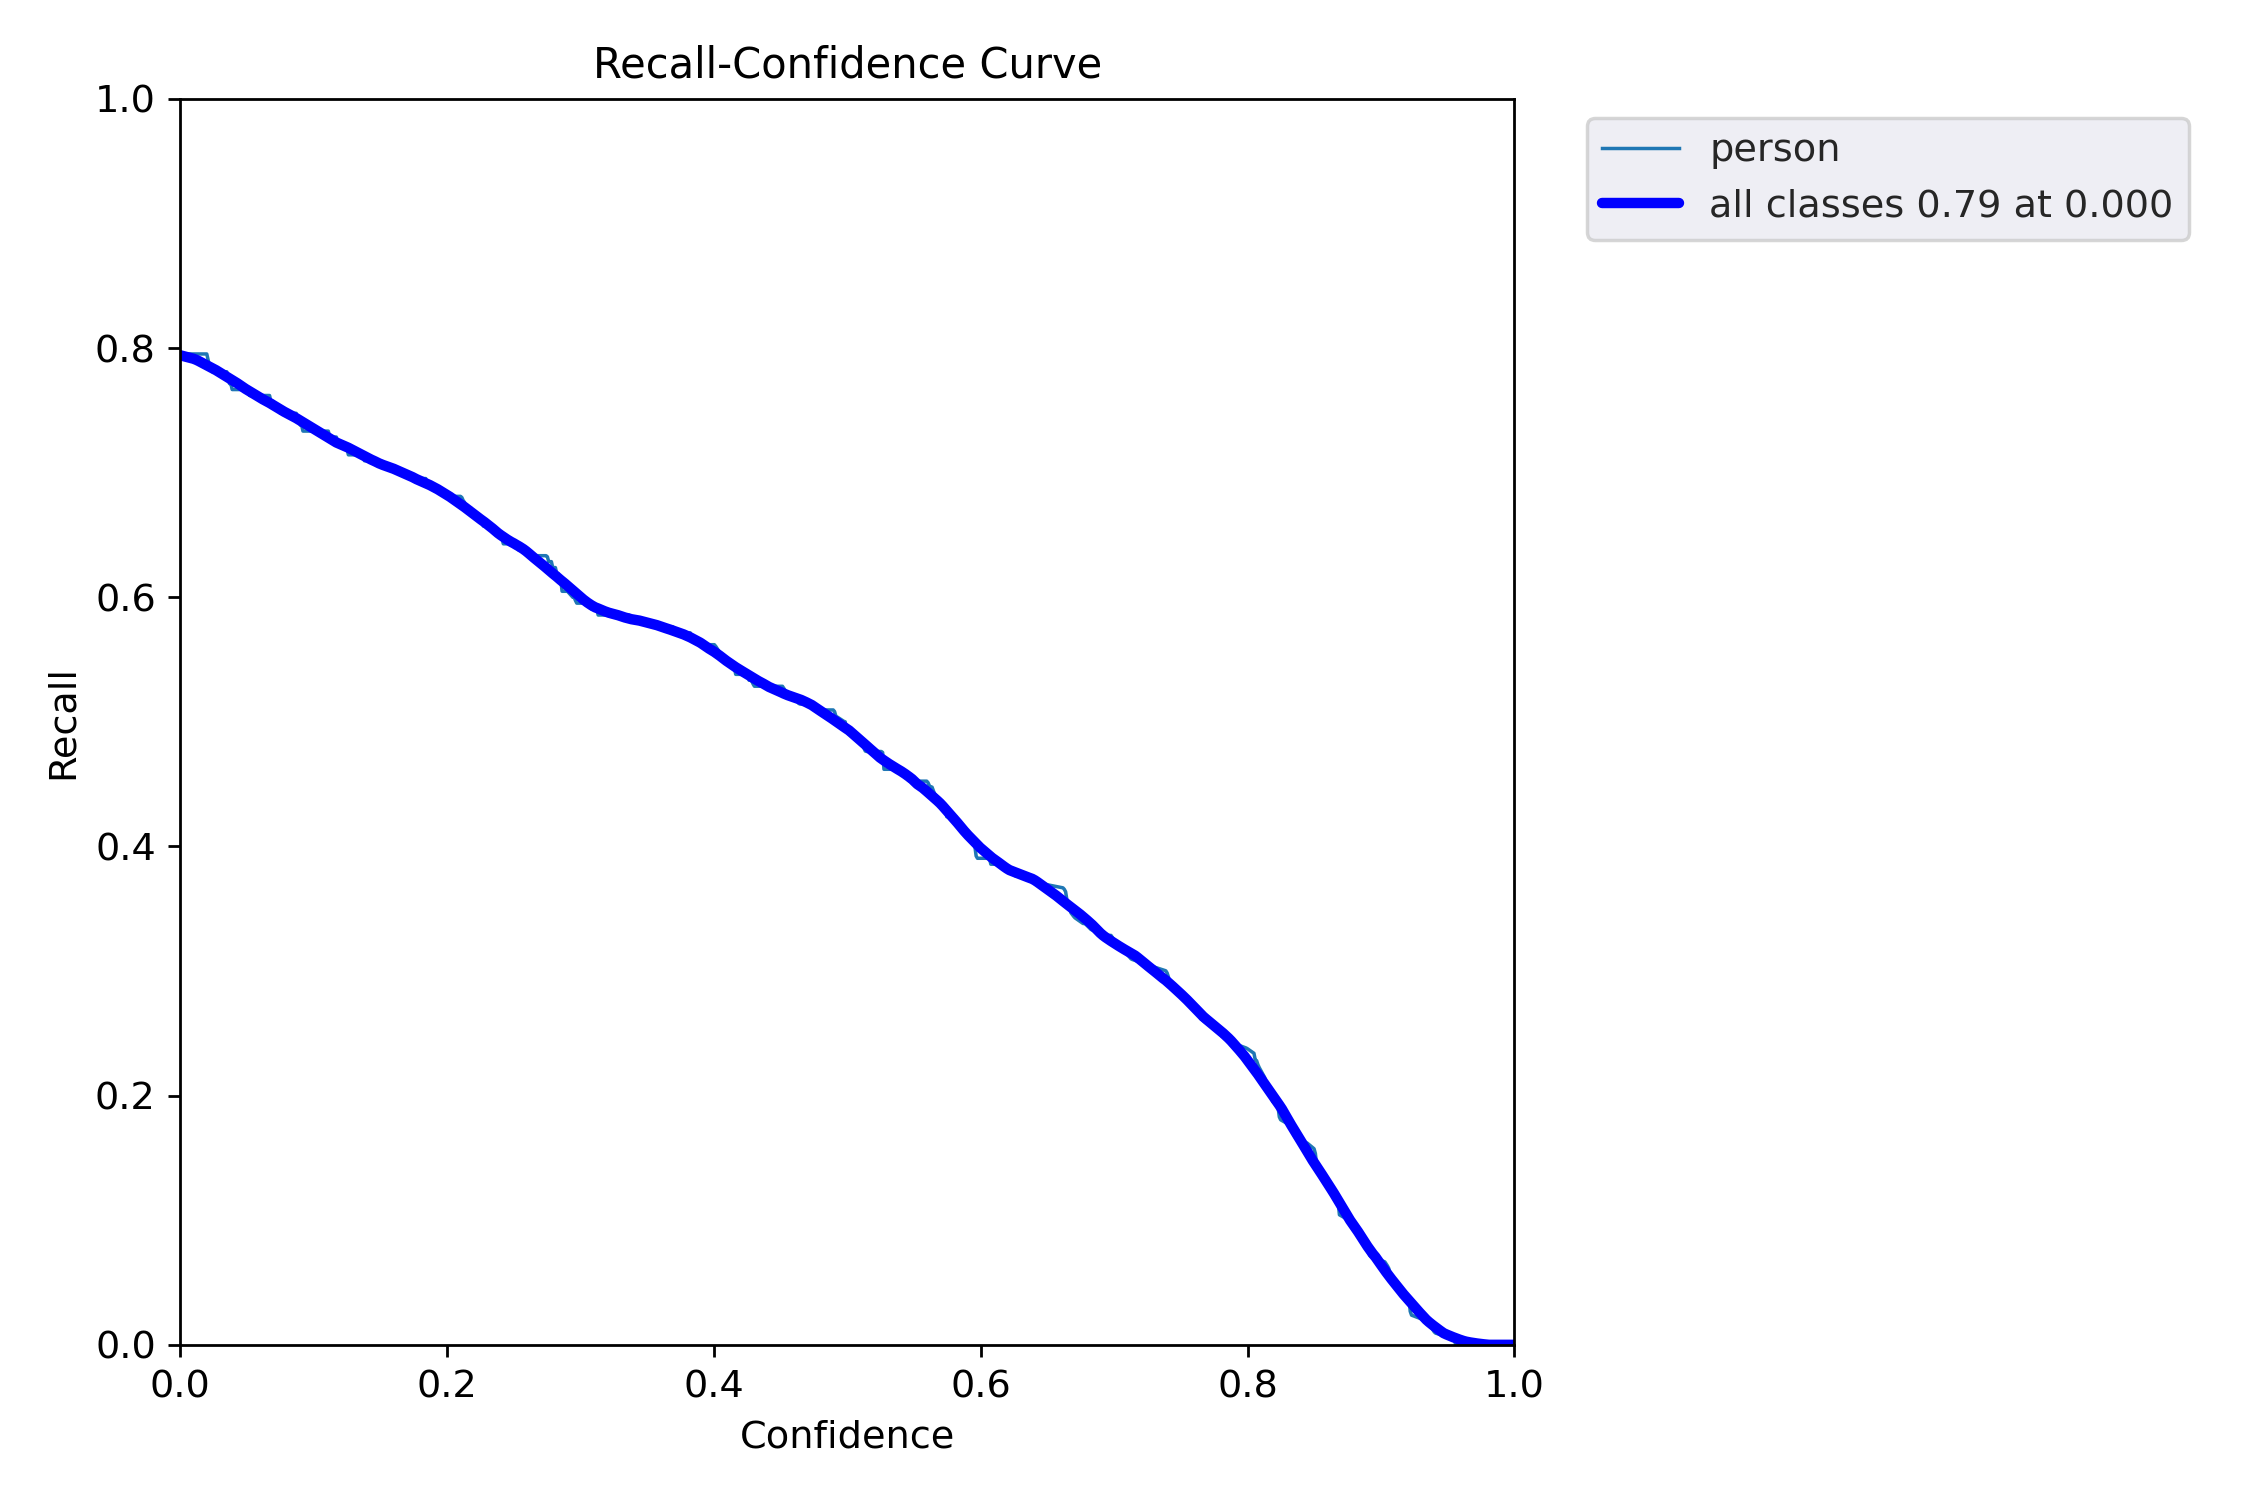 Recall-Confidence Curve
1.0
0.8
0.6
0.4
0.2
0.0
Recall
0.0 0.2 0.4 0.6 0.8 1.0
Confidence
person
all classes 0.79 at 0.000